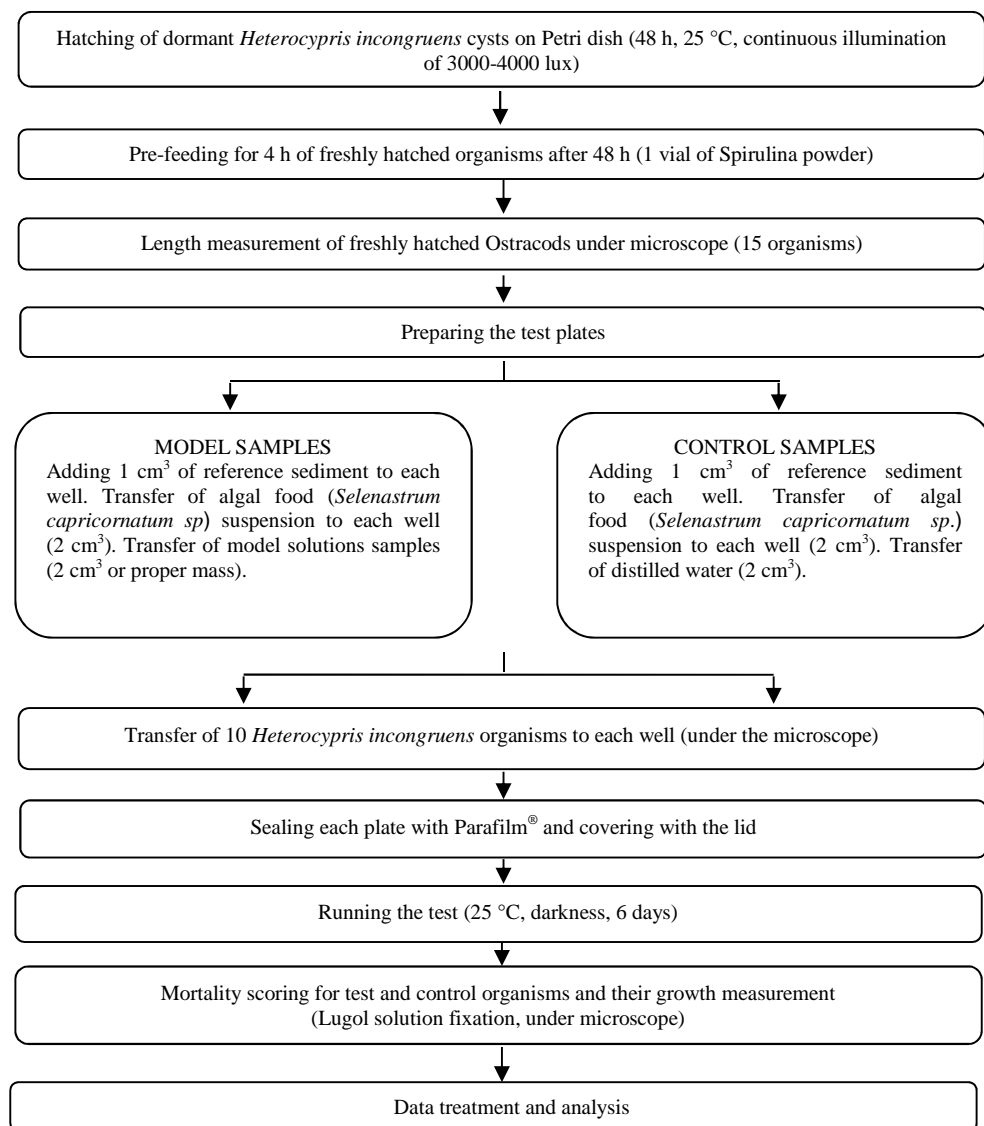 Hatching of dormant Heterocypris incongruens cysts on Petri dish (48 h, 25 °C, continuous illumination
of 3000-4000 lux)
Pre-feeding for 4 h of freshly hatched organisms after 48 h (1 vial of Spirulina powder)
Length measurement of freshly hatched Ostracods under microscope (15 organisms)
Preparing the test plates
MODEL SAMPLES
Adding 1 cm³ of reference sediment to each
well. Transfer of algal food (Selenastrum
capricornatum sp) suspension to each well
(2 cm³). Transfer of model solutions samples
(2 cm³ or proper mass).
CONTROL SAMPLES
Adding 1 cm³ of reference sediment
to each well. Transfer of algal
food (Selenastrum capricornatum sp.)
suspension to each well (2 cm³). Transfer
of distilled water (2 cm³).
Transfer of 10 Heterocypris incongruens organisms to each well (under the microscope)
Sealing each plate with Parafilm® and covering with the lid
Running the test (25 °C, darkness, 6 days)
Mortality scoring for test and control organisms and their growth measurement
(Lugol solution fixation, under microscope)
Data treatment and analysis